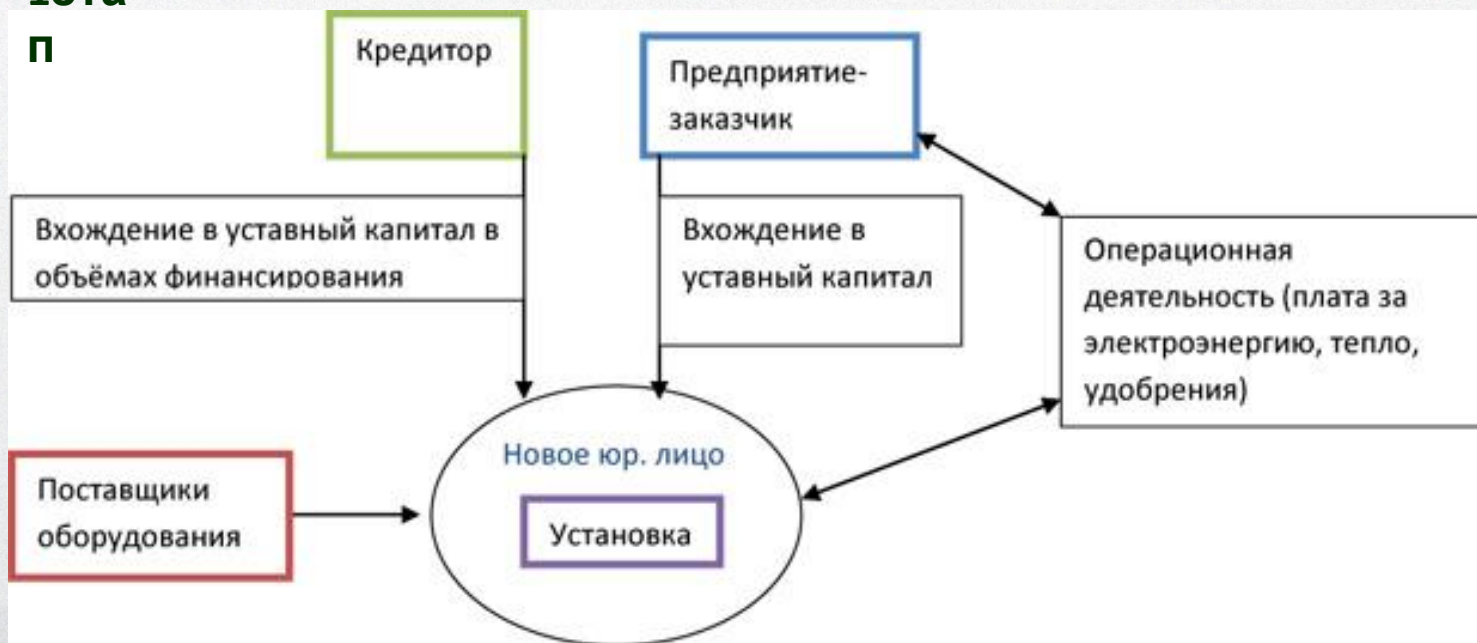 п
Кредитор
Предприятие-
заказчик
Вхождение в уставный капитал в
объёмах финансирования
Вхождение в
уставный капитал
Операционная
деятельность (плата за
электроэнергию, тепло,
удобрения)
Новое юр. лицо
Поставщики
оборудования
Установка